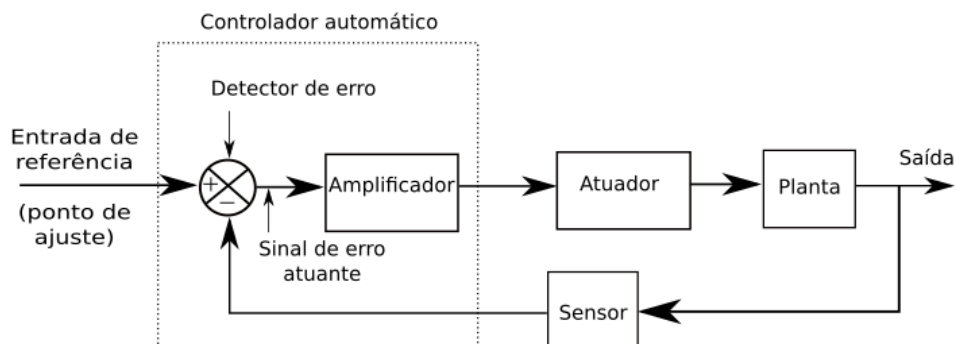 Controlador automático
Detector de erro
Entrada de
referência
(ponto de
ajuste)
+
−
Sinal de erro
atuante
Amplificador
Atuador
Planta
Saída
Sensor